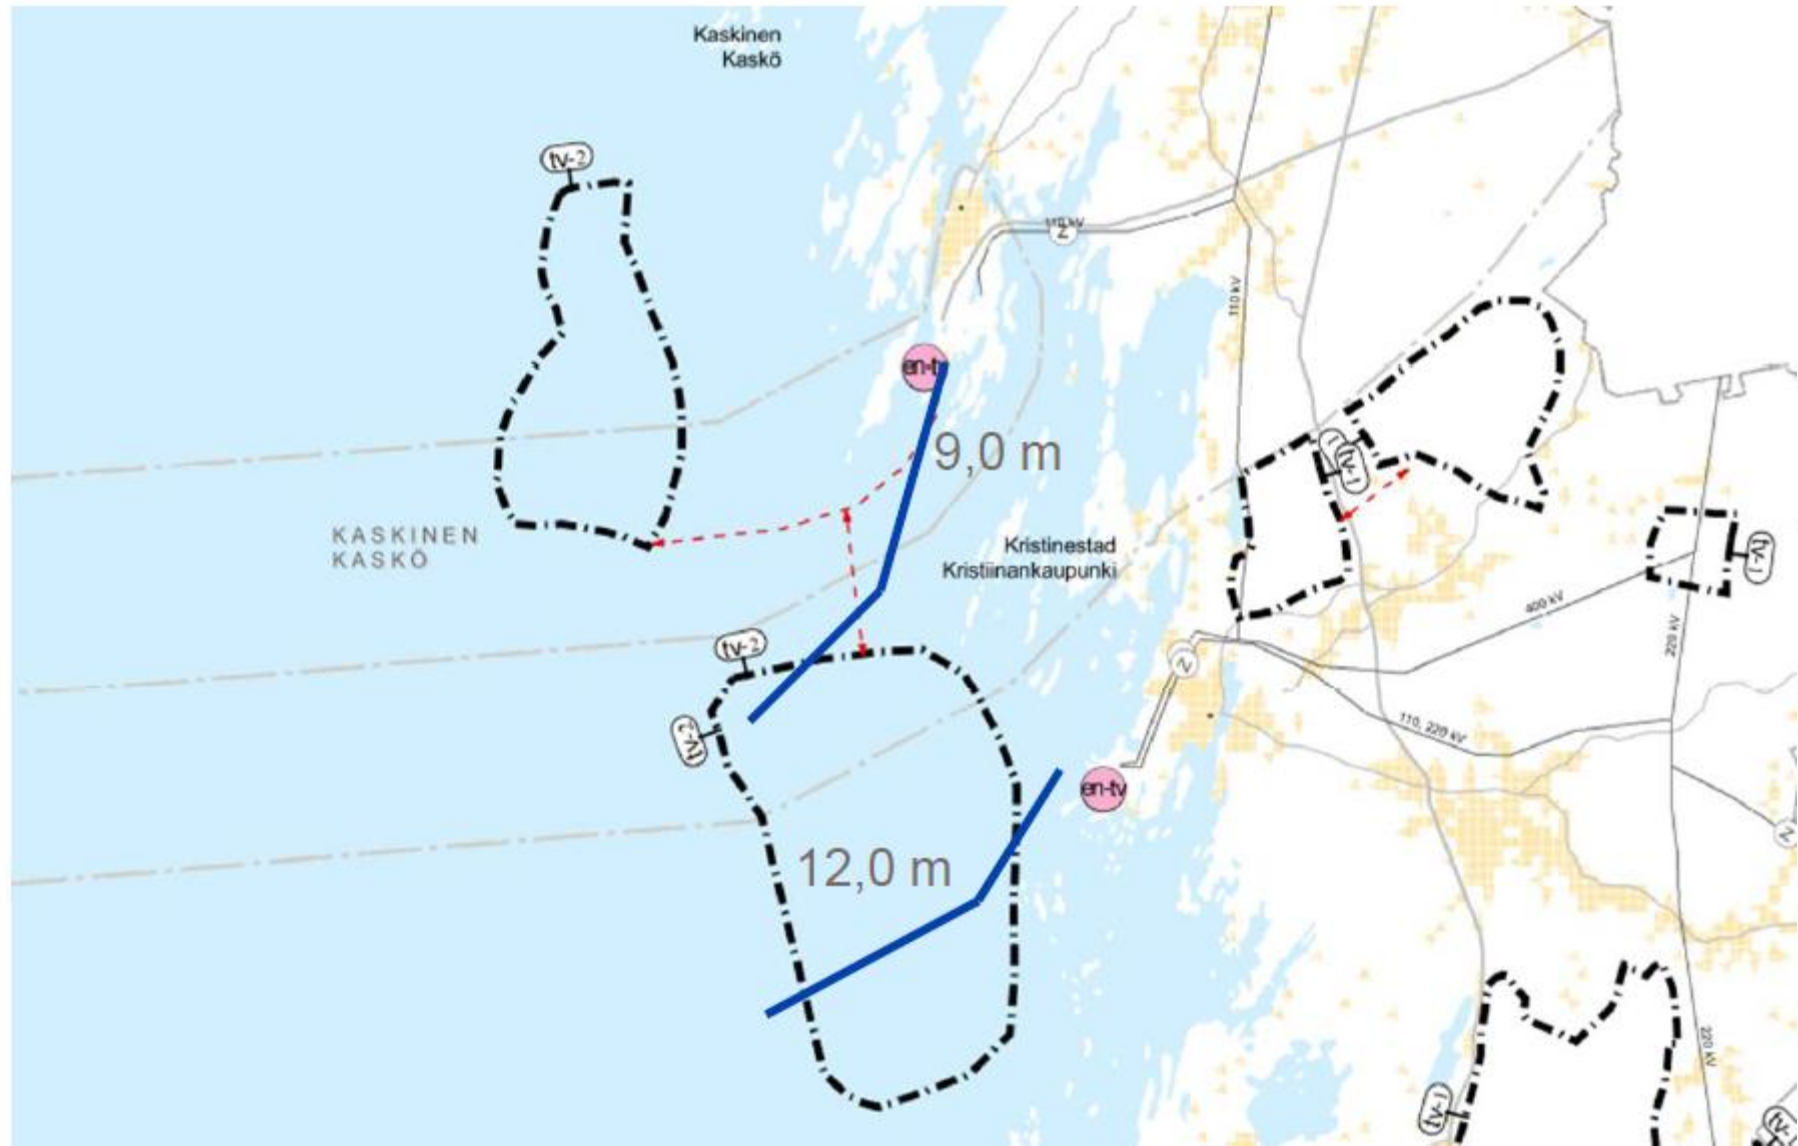 Kaskinen
Kaskö
tv-2
110 kV
Z
110 kV
en-tv
9,0 m
tv-1
KASKINEN
KASKÖ
Kristinestad
Kristiinankaupunki
tv-1
400 kV
220 kV
tv-2
Z
tv-2
110, 220 kV
en-tv
Z
12,0 m
220 kV
tv-1